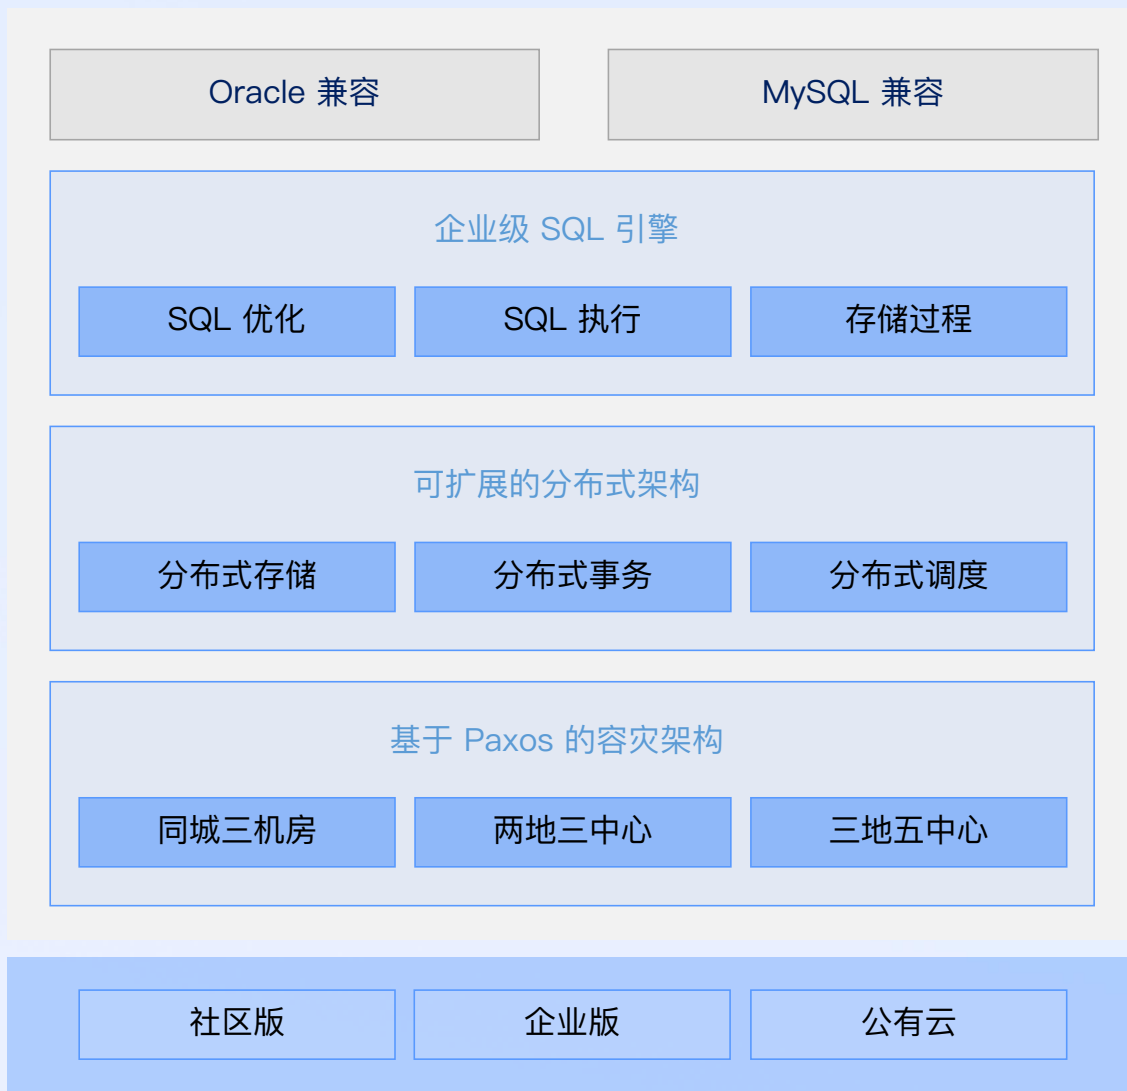 Oracle 兼容
MySQL 兼容
企业级 SQL 引擎
SQL 优化
SQL 执行
存储过程
可扩展的分布式架构
分布式存储
分布式事务
分布式调度
基于 Paxos 的容灾架构
同城三机房
两地三中心
三地五中心
社区版
企业版
公有云